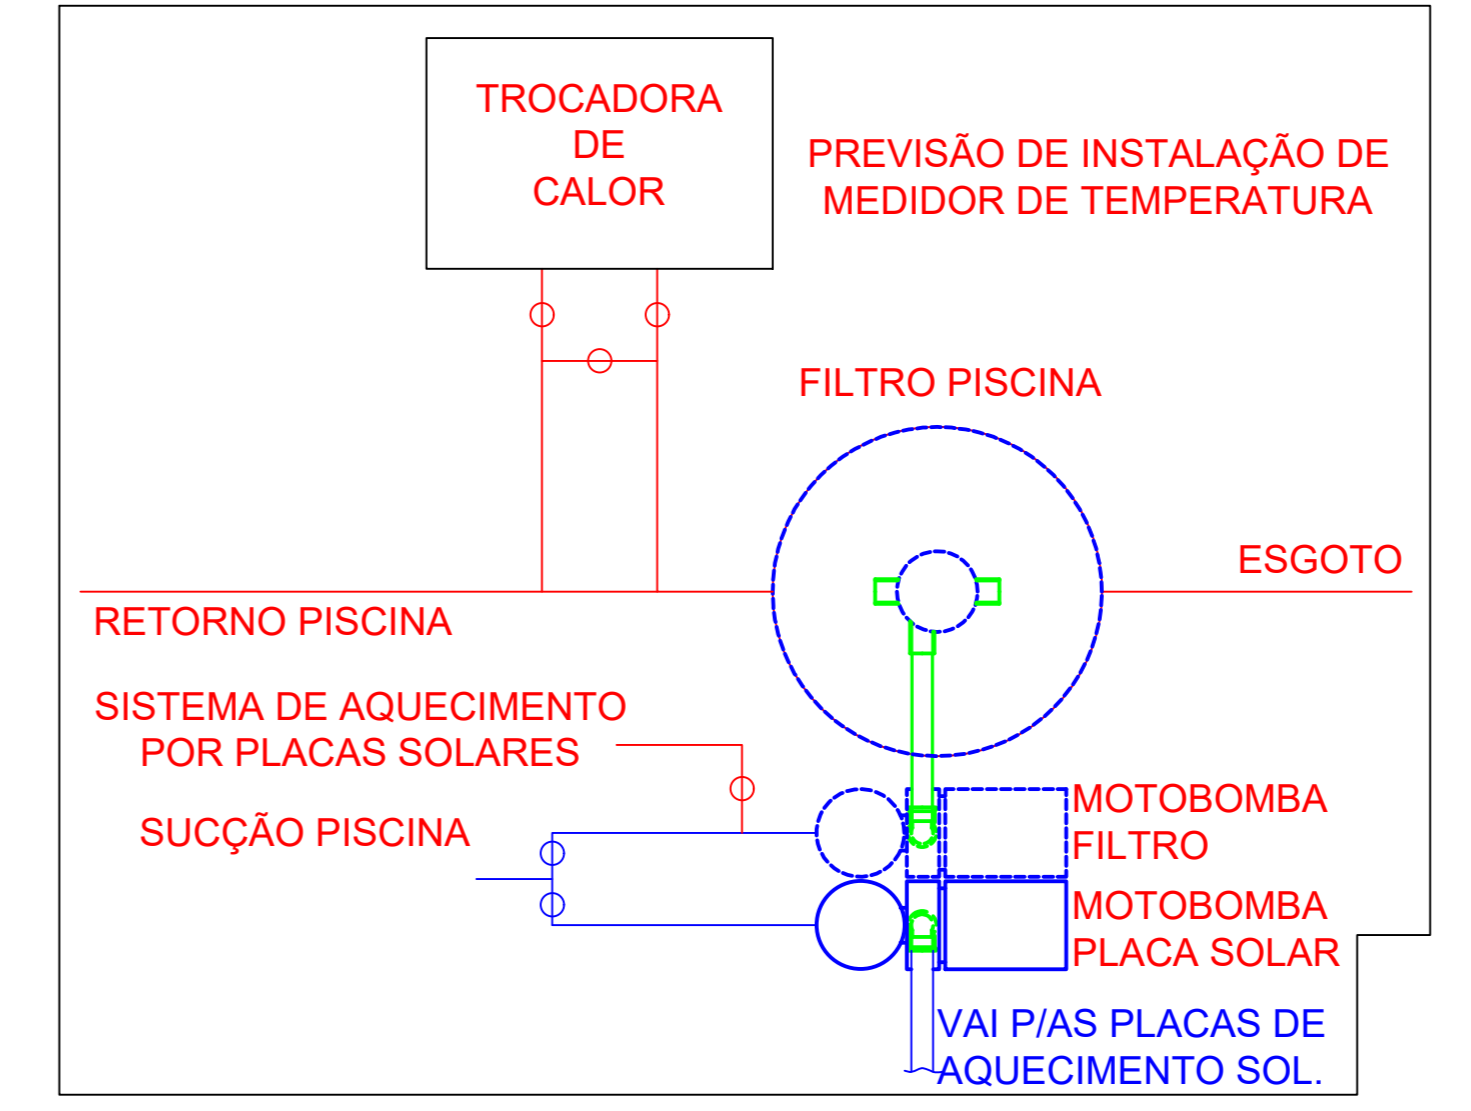 TROCADORA
DE
CALOR
PREVISÃO DE INSTALAÇÃO DE
MEDIDOR DE TEMPERATURA
FILTRO PISCINA
ESGOTO
RETORNO PISCINA
SISTEMA DE AQUECIMENTO
POR PLACAS SOLARES
SUCÇÃO PISCINA
MOTOBOMBA
FILTRO
MOTOBOMBA
PLACA SOLAR
VAI P/AS PLACAS DE
AQUECIMENTO SOL.